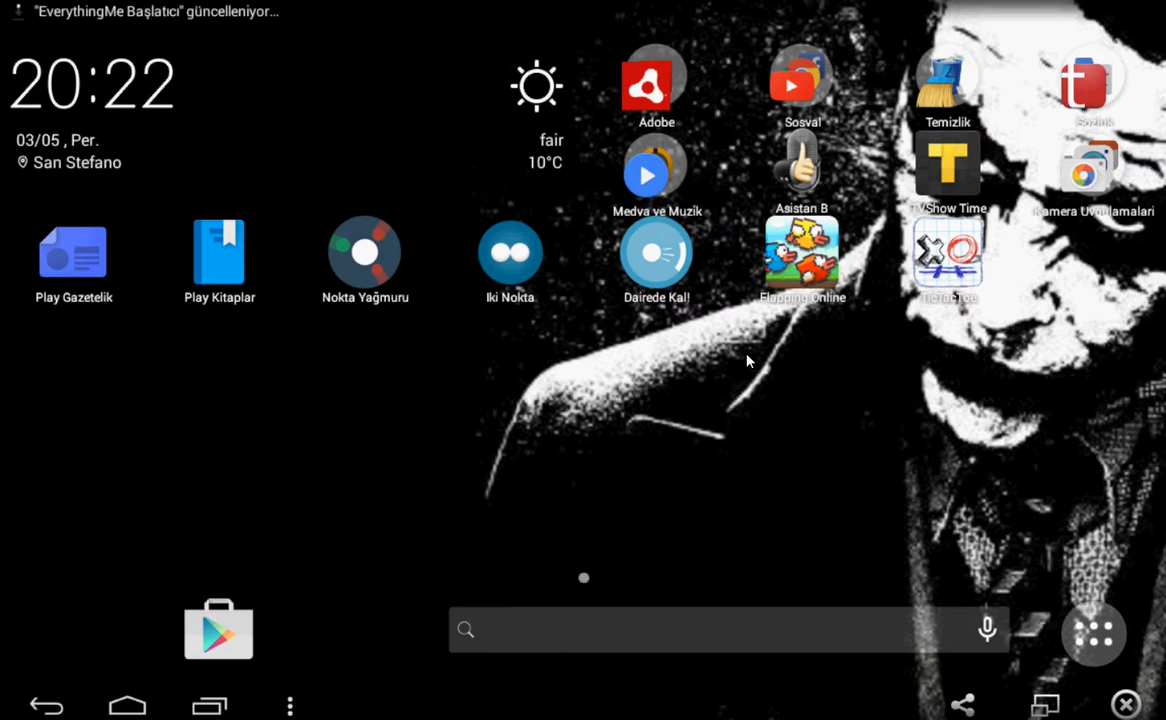 "EverythingMe Başlatıcı" güncelleniyor...
20:22
03/05 , Per.
San Stefano
fair
10°C
Adobe
Sosyal
Temizlik
Sözlük
Medya ve Muzik
Asistan B
TVShow Time
Kamera Uygulamalari
Play Gazetelik
Play Kitaplar
Nokta Yağmuru
Iki Nokta
Dairede Kal!
Flapping Online
TicTacToe